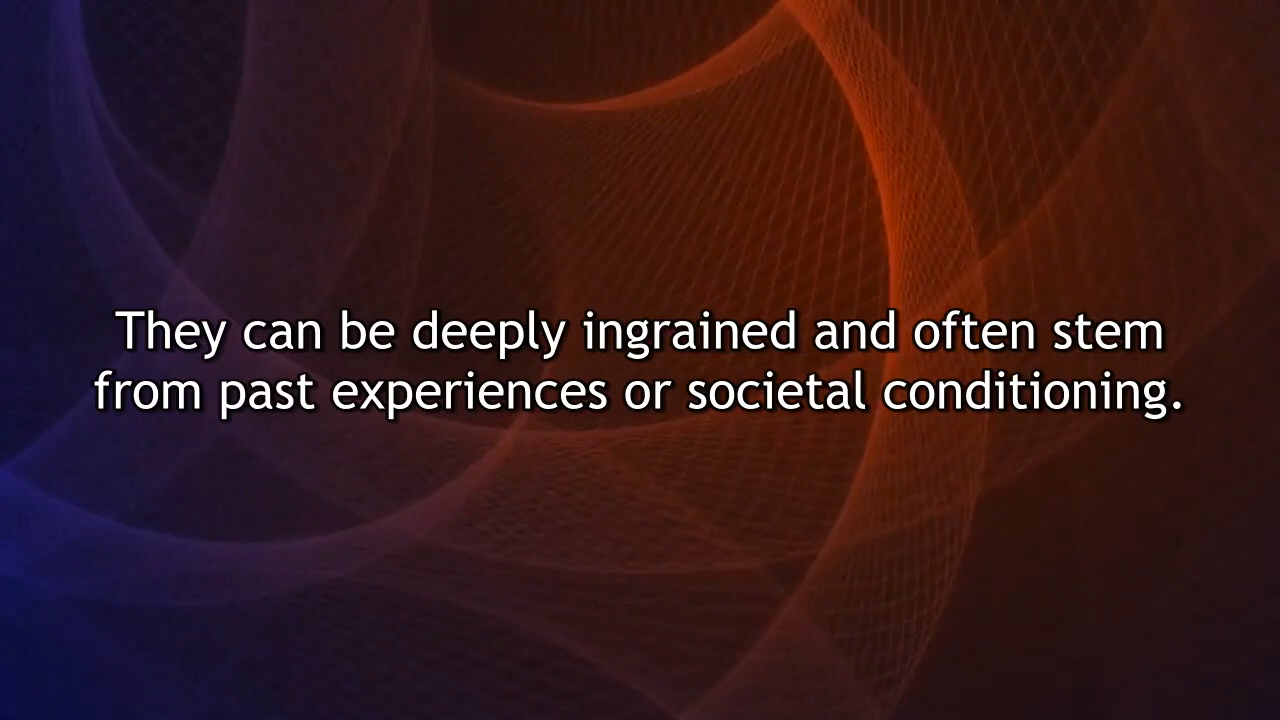 They can be deeply ingrained and often stem
from past experiences or societal conditioning.